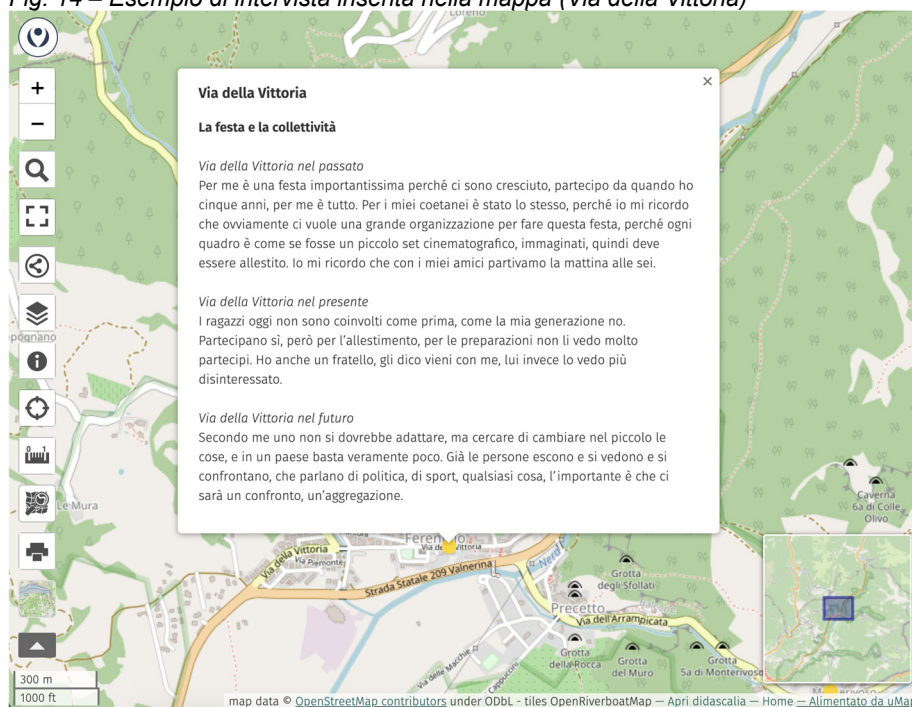 Fig. 14 – Esempio di intervista inserita nella mappa (Via della Vittoria)
Loreno
Via della Vittoria
×
La festa e la collettività
Via della Vittoria nel passato
Per me è una festa importantissima perché ci sono cresciuto, partecipo da quando ho
cinque anni, per me è tutto. Per i miei coetanei è stato lo stesso, perché io mi ricordo
che ovviamente ci vuole una grande organizzazione per fare questa festa, perché ogni
quadro è come se fosse un piccolo set cinematografico, immaginati, quindi deve
essere allestito. Io mi ricordo che con i miei amici partivamo la mattina alle sei.
Via della Vittoria nel presente
I ragazzi oggi non sono coinvolti come prima, come la mia generazione no.
Partecipano sì, però per l'allestimento, per le preparazioni non li vedo molto
partecipi. Ho anche un fratello, gli dico vieni con me, lui invece lo vedo più
disinteressato.
Via della Vittoria nel futuro
Secondo me uno non si dovrebbe adattare, ma cercare di cambiare nel piccolo le
cose, e in un paese basta veramente poco. Già le persone escono e si vedono e si
confrontano, che parlano di politica, di sport, qualsiasi cosa, l'importante è che ci
sarà un confronto, un'aggregazione.
+
−
Le Mura
Caverna
6a di Colle
Olivo
Via della Vittoria
Via Piemonte
Strada Statale 209 Valnerina
Nera
Grotta
degli Sfollati
Precetto
Via dell'Arrampicata
Via delle Macchie
Cappuccini
Grotta
della Rocca
Grotta
del Muro
Grotta
5a di Monterivoso
300 m
1000 ft
map data © OpenStreetMap contributors under ODbL - tiles OpenRiverboatMap — Apri didascalia — Home — Alimentato da uMap